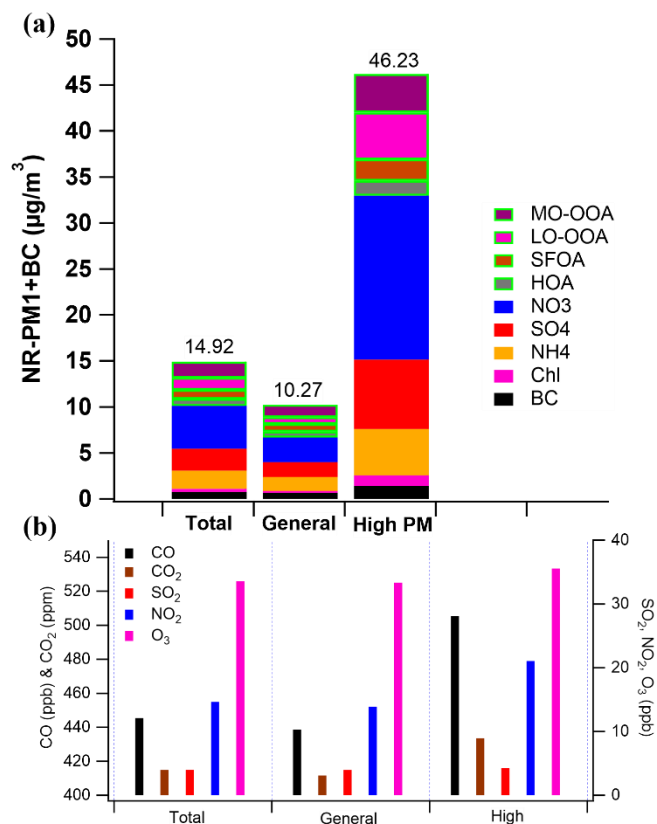 (a)
50
45
40
35
30
25
20
15
10
5
0
NR-PM1+BC (µg/m³)
14.92
10.27
46.23
MO-OOA
LO-OOA
SFOA
HOA
NO3
SO4
NH4
Chl
BC
Total General High PM
(b)
540
520
500
480
460
440
420
400
CO (ppb) & CO₂ (ppm)
CO
CO₂
SO₂
NO₂
O₃
40
30
20
10
0
SO₂, NO₂, O₃ (ppb)
Total General High